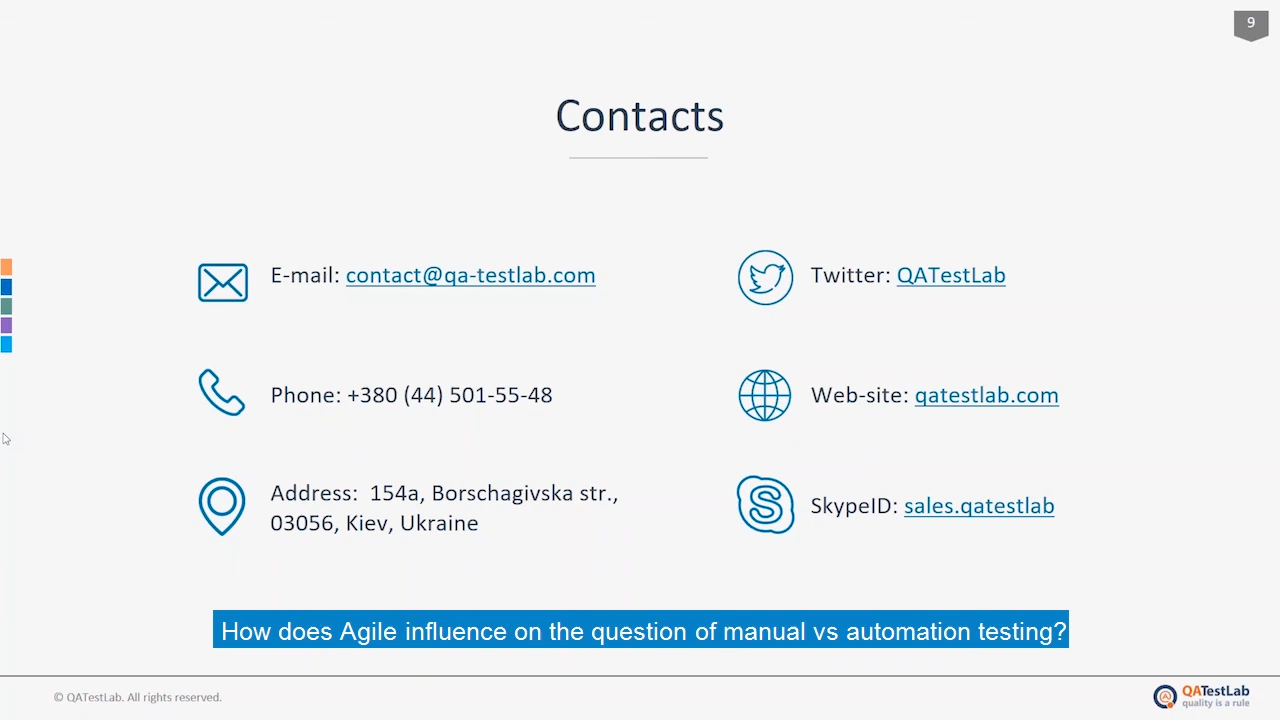 9
Contacts
E-mail: contact@qa-testlab.com
Twitter: QATestLab
Phone: +380 (44) 501-55-48
Web-site: qatestlab.com
Address:  154a, Borschagivska str.,
03056, Kiev, Ukraine
SkypeID: sales.qatestlab
How does Agile influence on the question of manual vs automation testing?
© QATestLab. All rights reserved.
QATestLab
quality is a rule